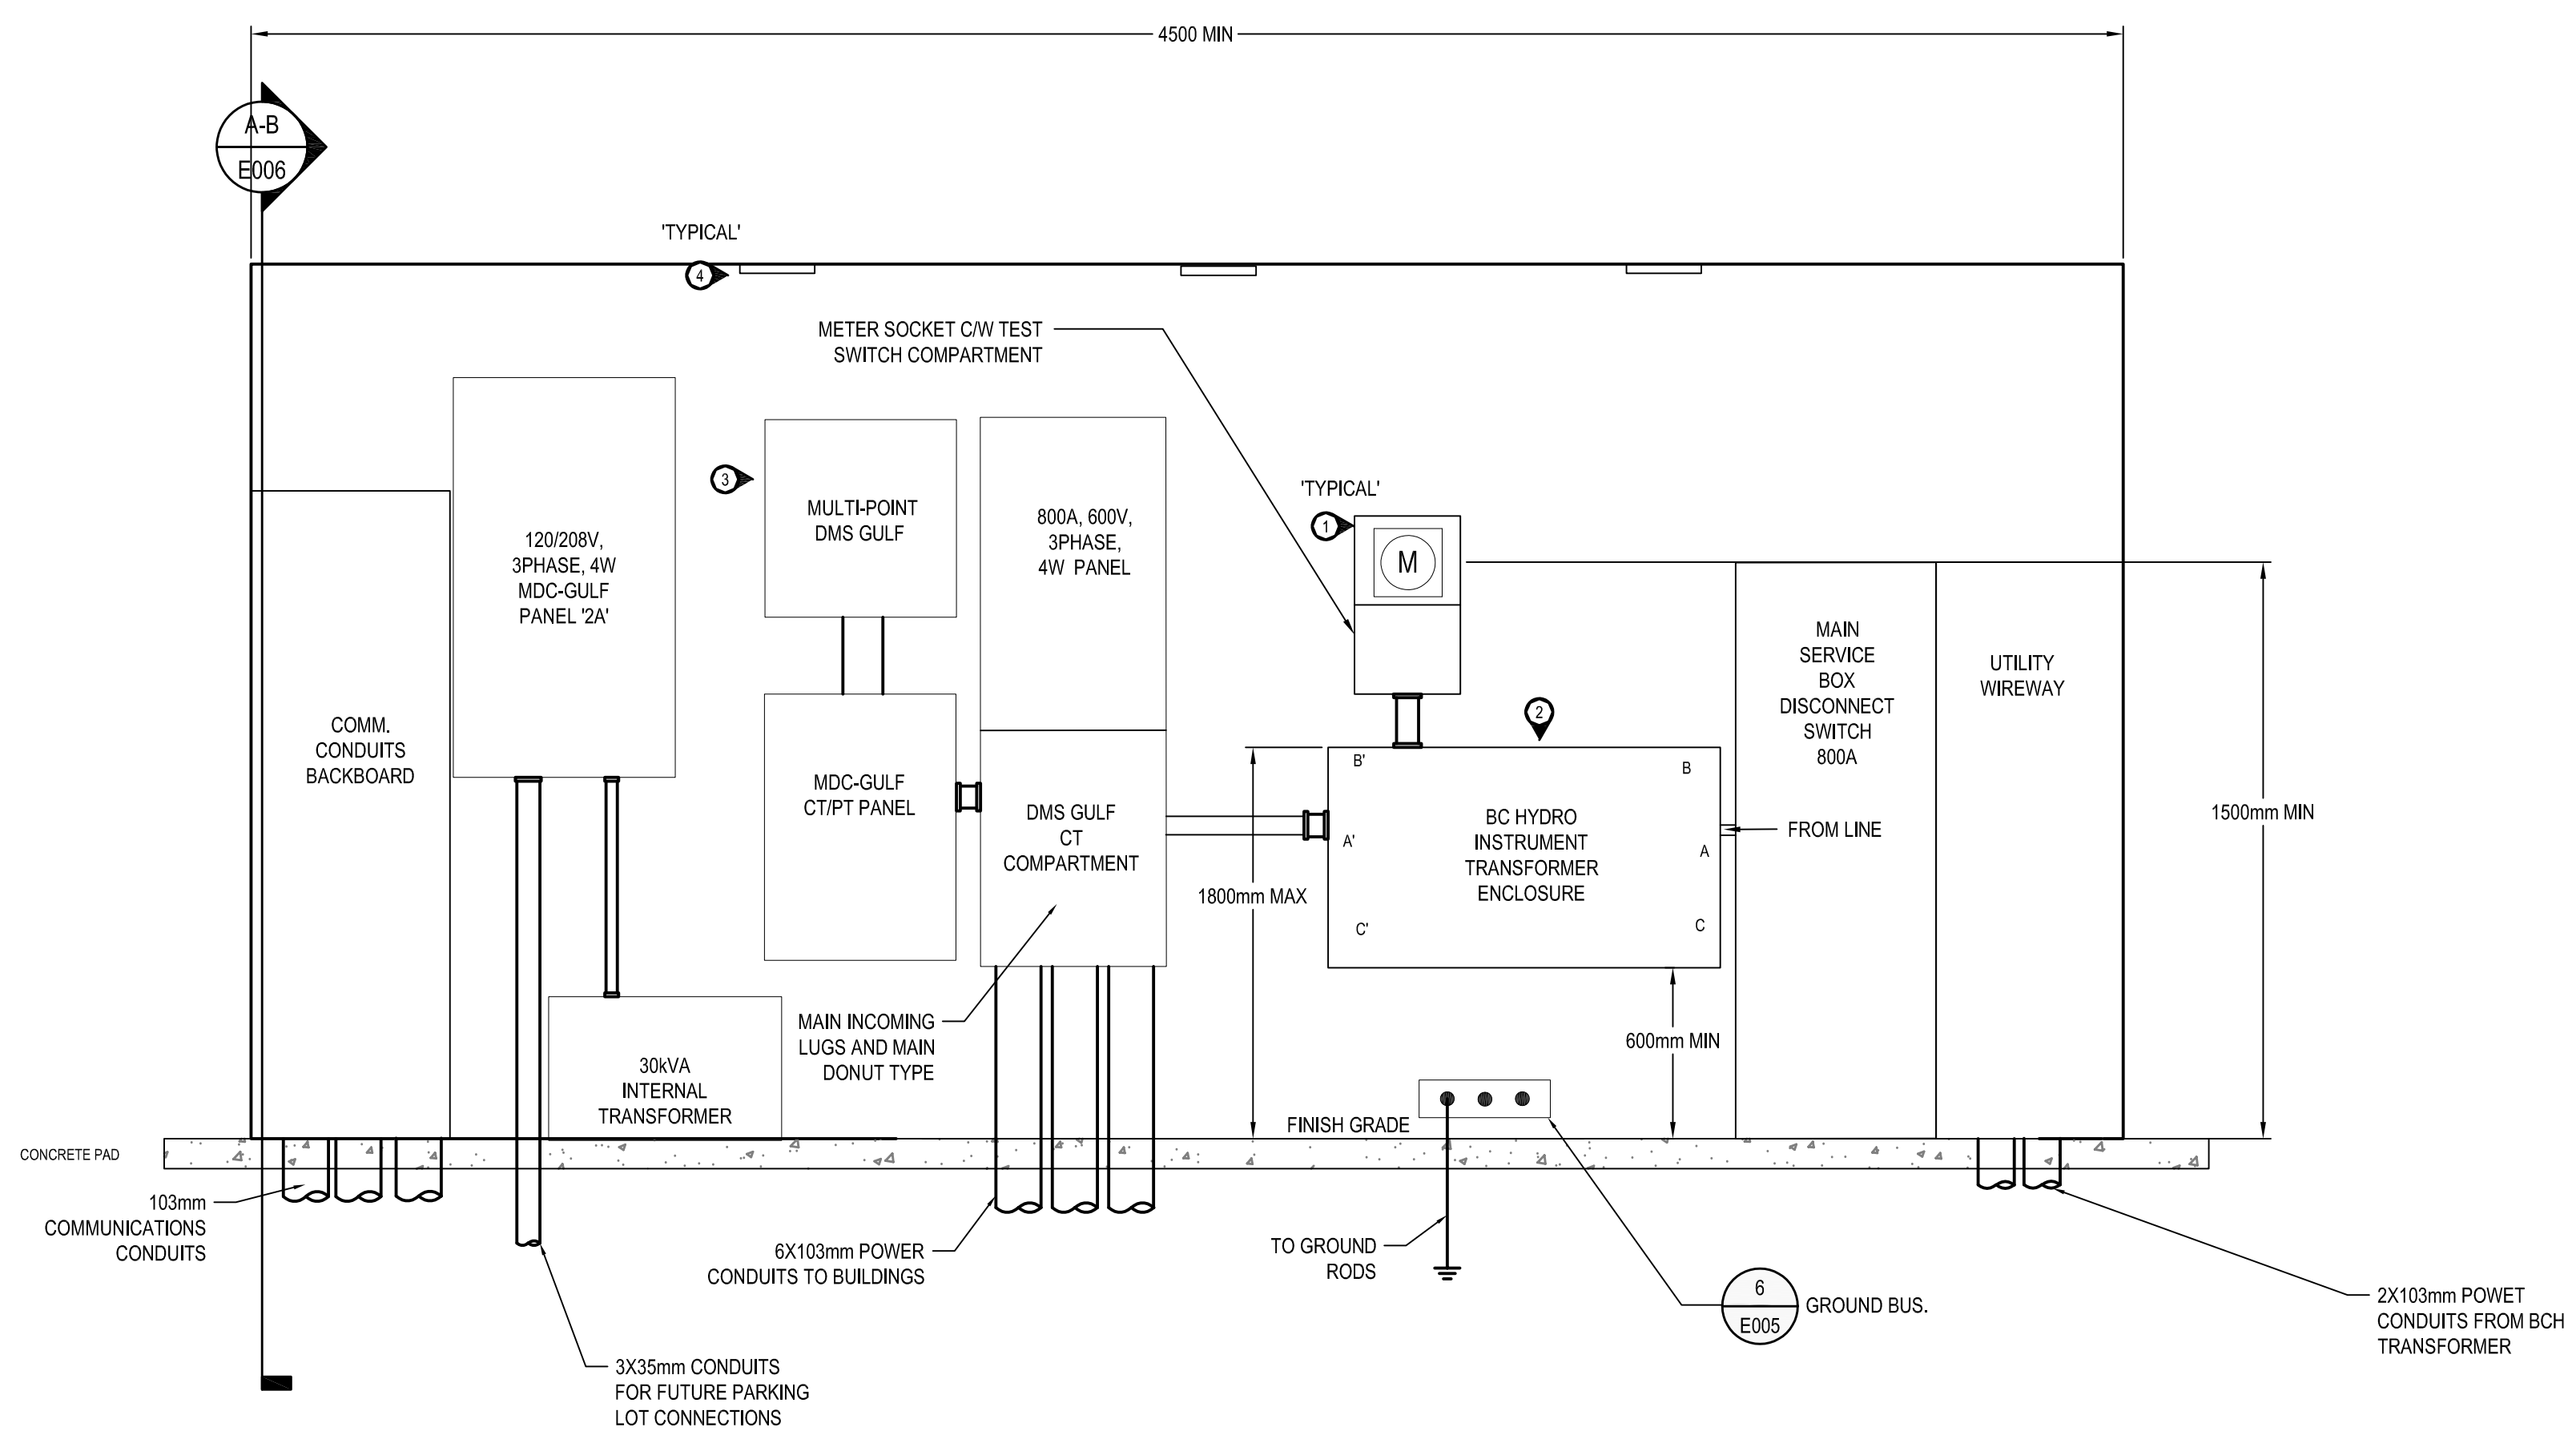 4500 MIN
A-B
E006
'TYPICAL'
4
METER SOCKET C/W TEST
SWITCH COMPARTMENT
3
MULTI-POINT
DMS GULF
800A, 600V,
3PHASE,
4W PANEL
'TYPICAL'
1
M
120/208V,
3PHASE, 4W
MDC-GULF
PANEL '2A'
MAIN
SERVICE
BOX
DISCONNECT
SWITCH
800A
UTILITY
WIREWAY
COMM.
CONDUITS
BACKBOARD
2
MDC-GULF
CT/PT PANEL
DMS GULF
CT
COMPARTMENT
B'
B
A'
A
C'
C
BC HYDRO
INSTRUMENT
TRANSFORMER
ENCLOSURE
FROM LINE
1500mm MIN
1800mm MAX
600mm MIN
MAIN INCOMING
LUGS AND MAIN
DONUT TYPE
30kVA
INTERNAL
TRANSFORMER
FINISH GRADE
CONCRETE PAD
103mm
COMMUNICATIONS
CONDUITS
6X103mm POWER
CONDUITS TO BUILDINGS
TO GROUND
RODS
6
E005
GROUND BUS.
2X103mm POWET
CONDUITS FROM BCH
TRANSFORMER
3X35mm CONDUITS
FOR FUTURE PARKING
LOT CONNECTIONS